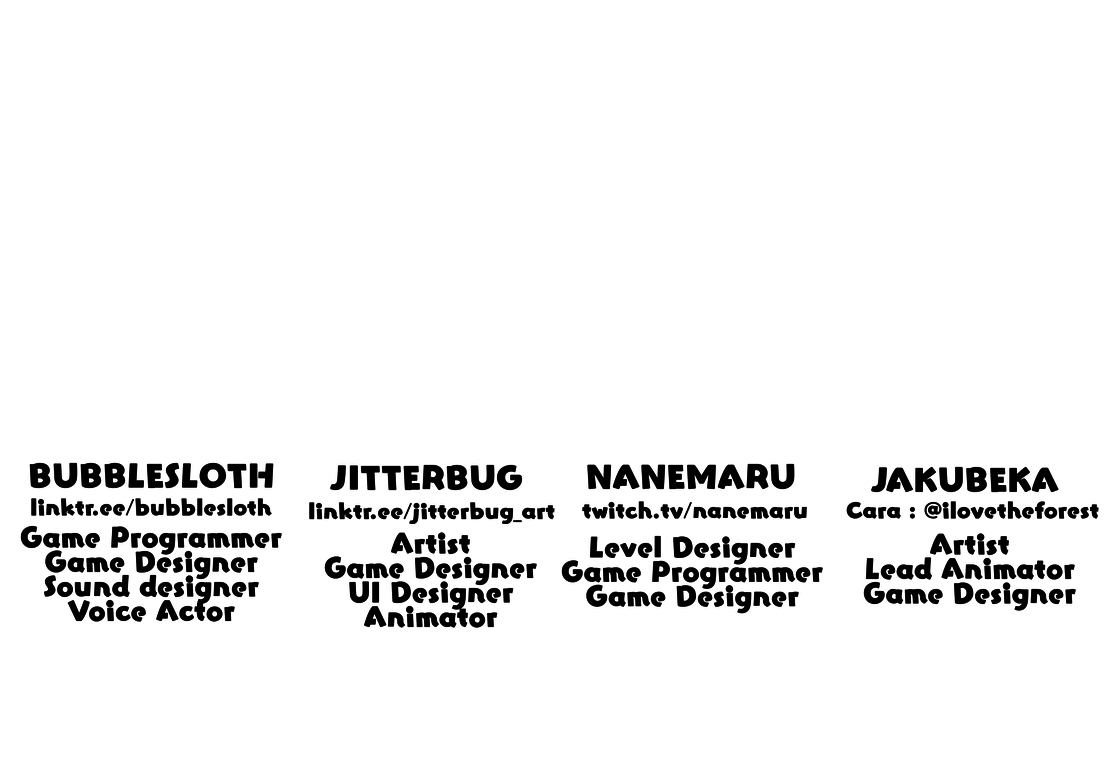 BUBBLESLOTH
linktr.ee/bubblesloth
Game Programmer
Game Designer
Sound designer
Voice Actor
JITTERBUG
linktr.ee/jitterbug_art
Artist
Game Designer
UI Designer
Animator
NANEMARU
twitch.tv/nanemaru
Level Designer
Game Programmer
Game Designer
JAKUBEKA
Cara : @ilovetheforest
Artist
Lead Animator
Game Designer